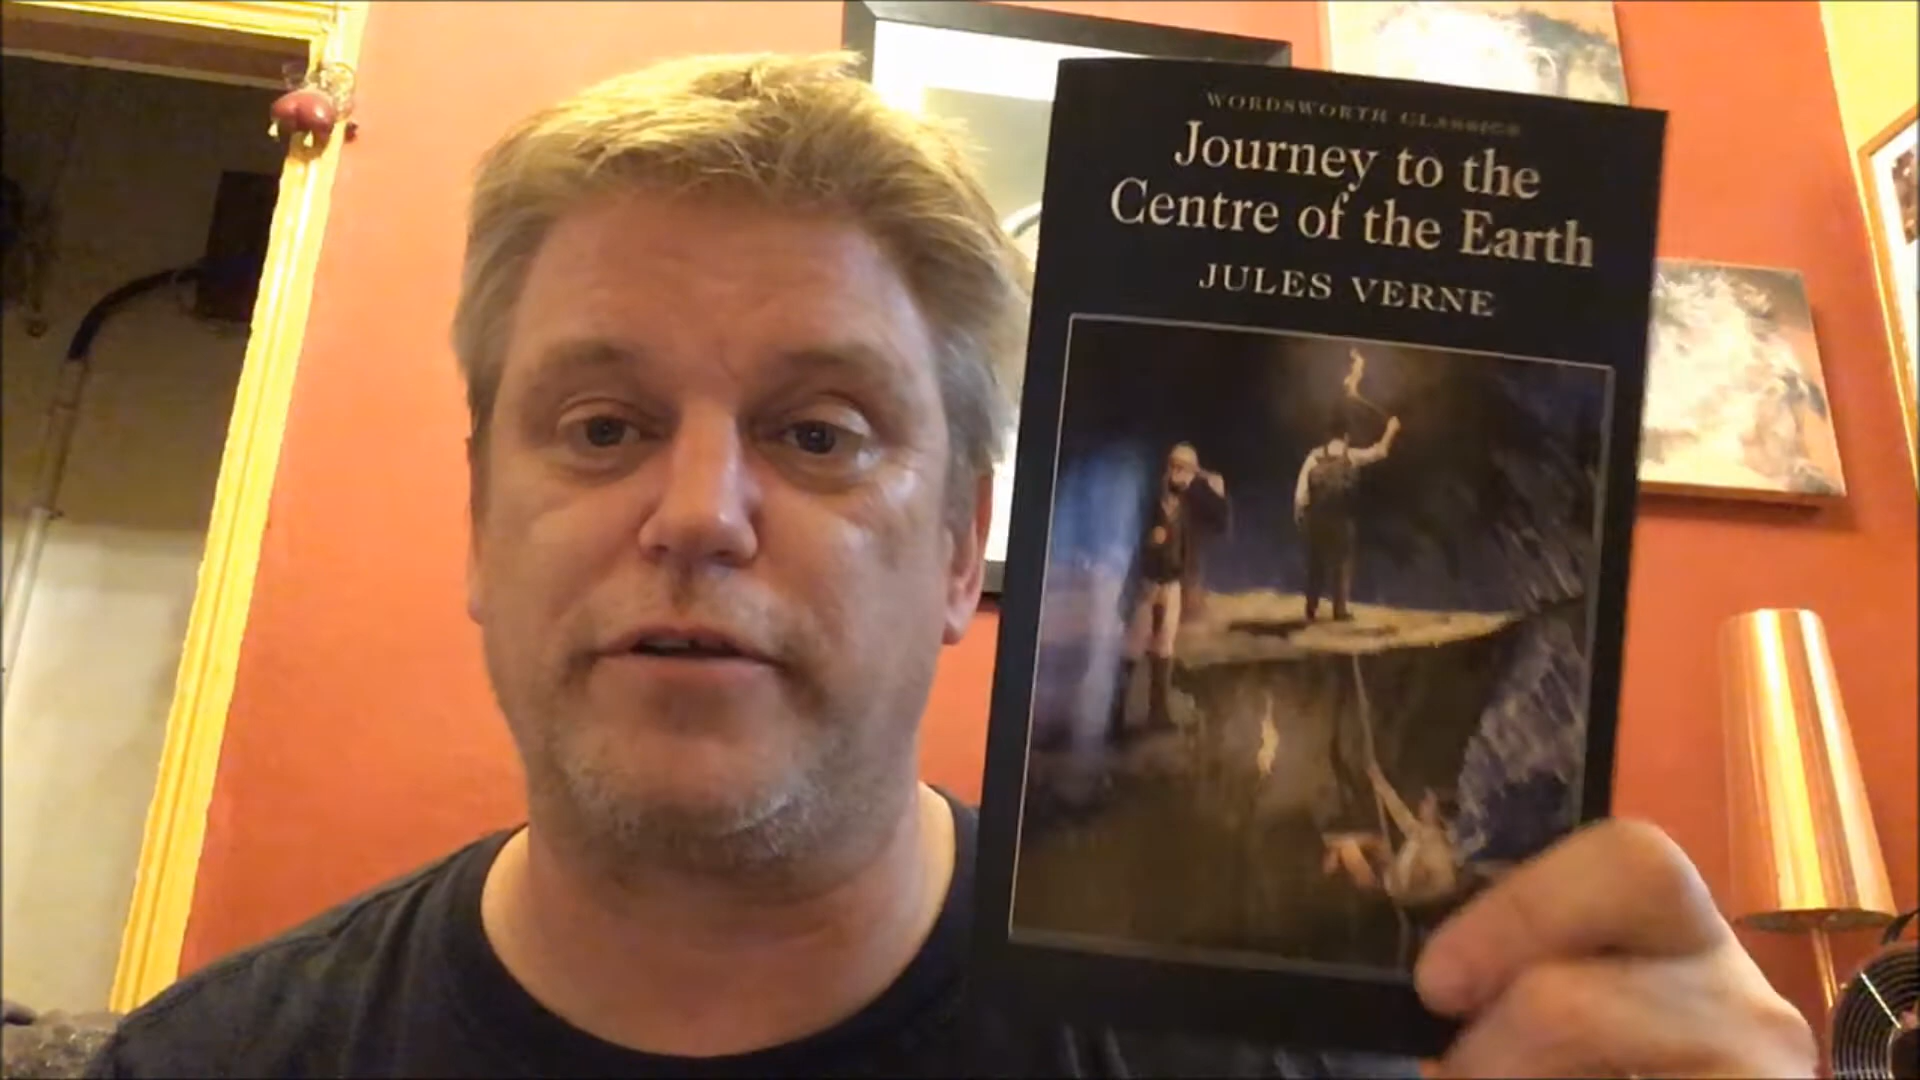 WORDSWORTH CLASSICS
Journey to the
Centre of the Earth
JULES VERNE